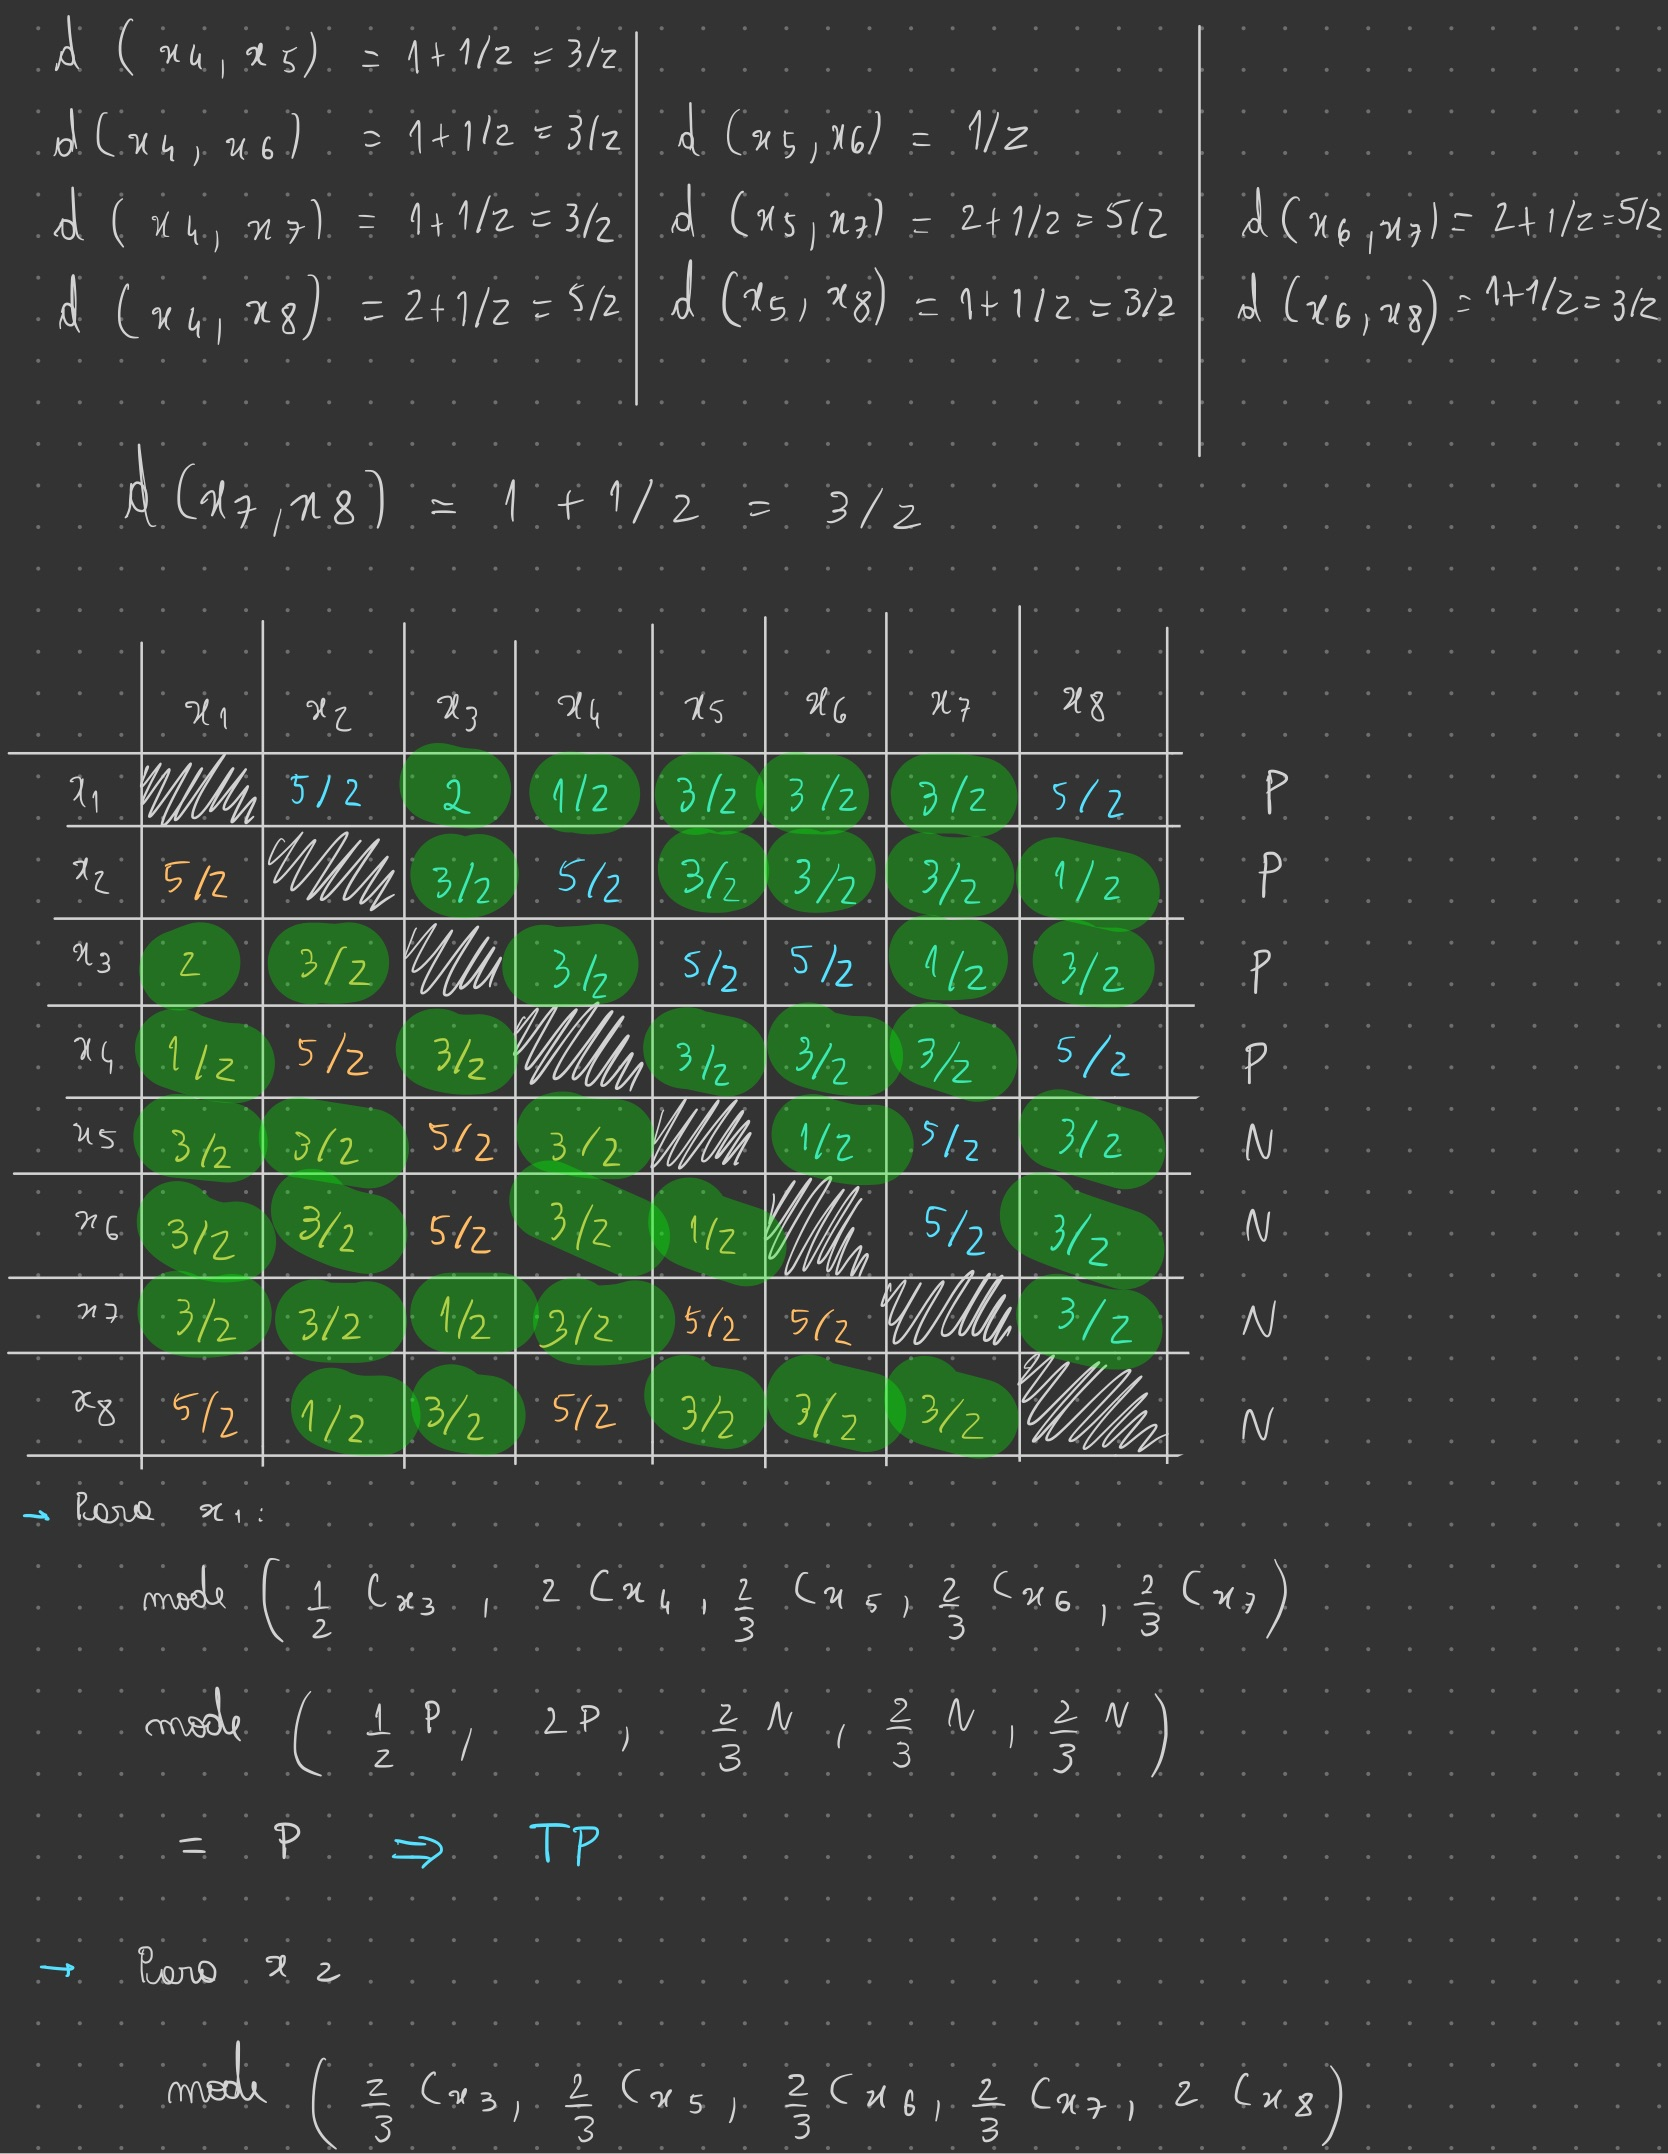 d(x4, x5) = 1+1/2 = 3/2
d(x4, x6) = 1+1/2 = 3/2 d(x5, x6) = 1/2
d(x4, x7) = 1+1/2 = 3/2 d(x5, x7) = 2+1/2 = 5/2 d(x6, x7) = 2+1/2 = 5/2
d(x4, x8) = 2+1/2 = 5/2 d(x5, x8) = 1+1/2 = 3/2 d(x6, x8) = 1+1/2 = 3/2
d(x7, x8) = 1 + 1/2 = 3/2
x1 x2 x3 x4 x5 x6 x7 x8
x1 5/2 2 1/2 3/2 3/2 3/2 5/2 P
x2 5/2 3/2 5/2 3/2 3/2 3/2 1/2 P
x3 2 3/2 3/2 5/2 5/2 1/2 3/2 P
x4 1/2 5/2 3/2 3/2 3/2 3/2 5/2 P
x5 3/2 3/2 5/2 3/2 1/2 5/2 3/2 N
x6 3/2 3/2 5/2 3/2 1/2 5/2 3/2 N
x7 3/2 3/2 1/2 3/2 5/2 5/2 3/2 N
x8 5/2 1/2 3/2 5/2 3/2 3/2 3/2 N
→ Para x1:
mode (1/2 Cx3, 2 Cx4, 2/3 Cx5, 2/3 Cx6, 2/3 Cx7)
mode (1/2 P, 2P, 2/3 N, 2/3 N, 2/3 N)
= P ⇒ TP
→ Para x2
mode (2/3 Cx3, 2/3 Cx5, 2/3 Cx6, 2/3 Cx7, 2 Cx8)